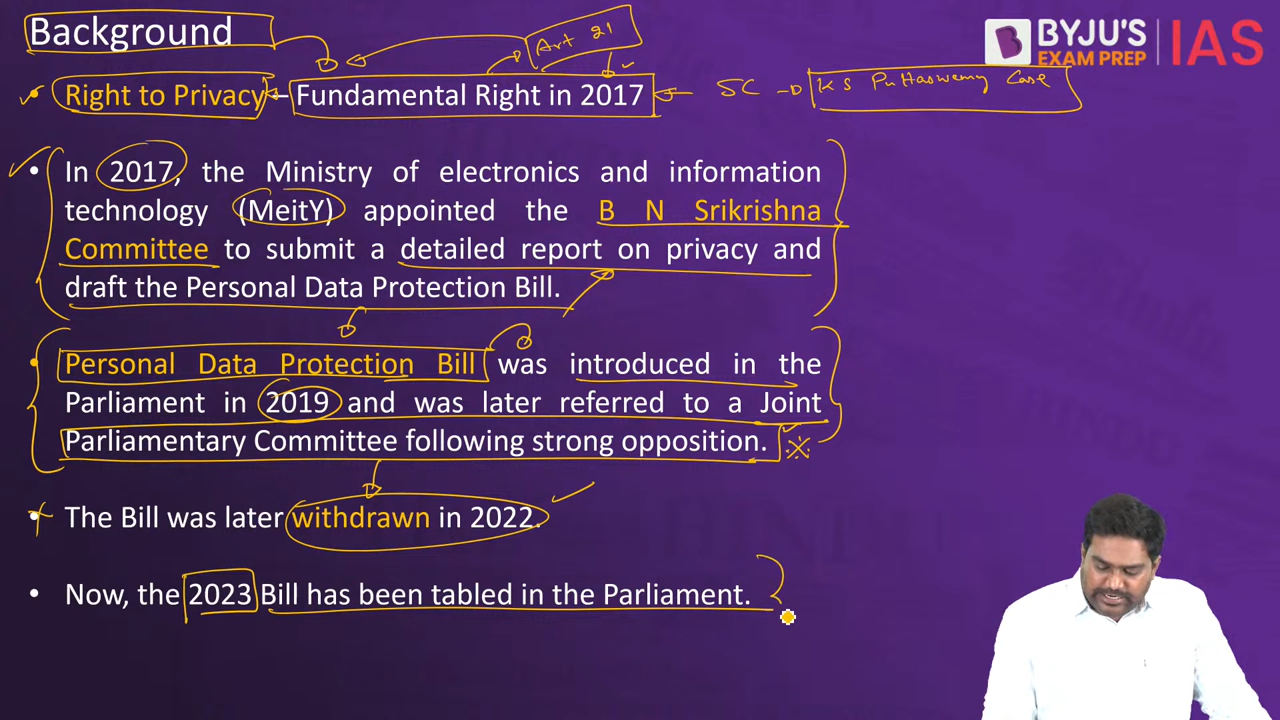 Background
Art 21
BYJU'S
EXAM PREP
IAS
• Right to Privacy – Fundamental Right in 2017
SC → KS Puttaswamy Case
• In 2017, the Ministry of electronics and information
technology (MeitY) appointed the B N Srikrishna
Committee to submit a detailed report on privacy and
draft the Personal Data Protection Bill.
• Personal Data Protection Bill was introduced in the
Parliament in 2019 and was later referred to a Joint
Parliamentary Committee following strong opposition.
• The Bill was later withdrawn in 2022.
• Now, the 2023 Bill has been tabled in the Parliament.